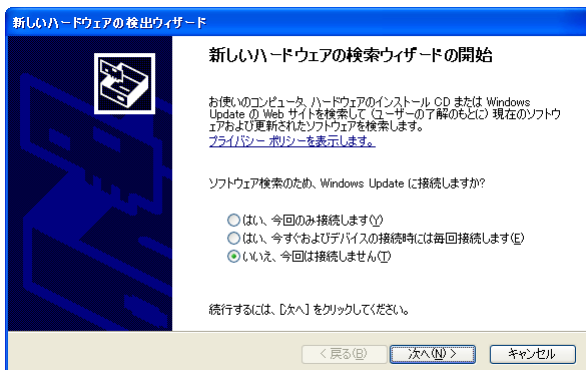 新しいハードウェアの検出ウィザード
新しいハードウェアの検索ウィザードの開始
お使いのコンピュータ、ハードウェアのインストール CD または Windows
Update の Web サイトを検索して (ユーザーの了解のもとに) 現在のソフトウ
ェアおよび更新されたソフトウェアを検索します。
プライバシー ポリシーを表示します。
ソフトウェア検索のため、Windows Update に接続しますか?
はい、今回のみ接続します(Y)
はい、今すぐおよびデバイスの接続時には毎回接続します(E)
いいえ、今回は接続しません(T)
続行するには、[次へ] をクリックしてください。
< 戻る(B) 次へ(N) > キャンセル